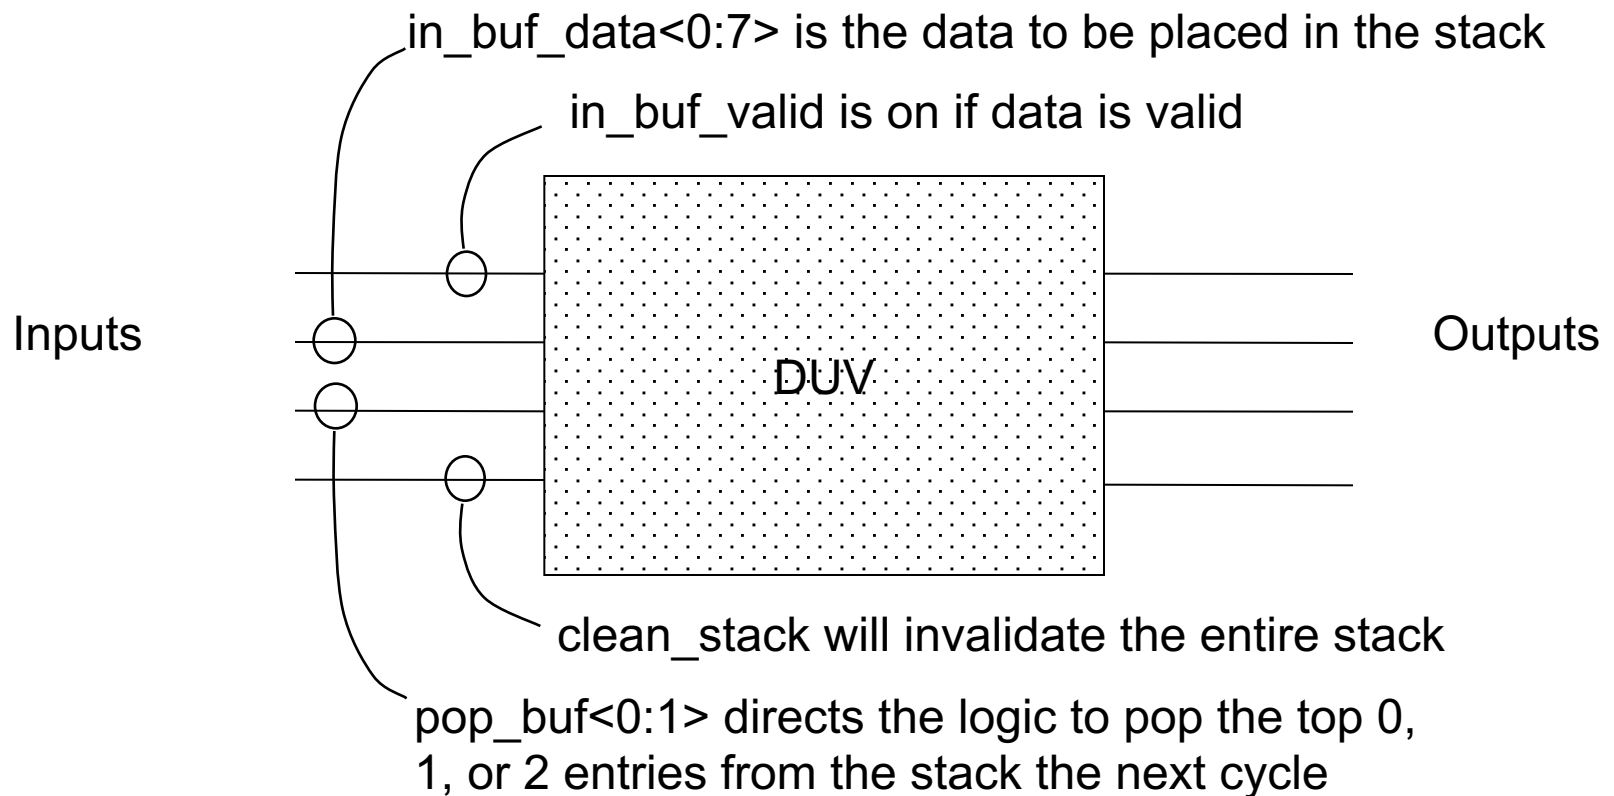 in_buf_data<0:7> is the data to be placed in the stack
in_buf_valid is on if data is valid
Inputs
DUV
Outputs
clean_stack will invalidate the entire stack
pop_buf<0:1> directs the logic to pop the top 0,
1, or 2 entries from the stack the next cycle